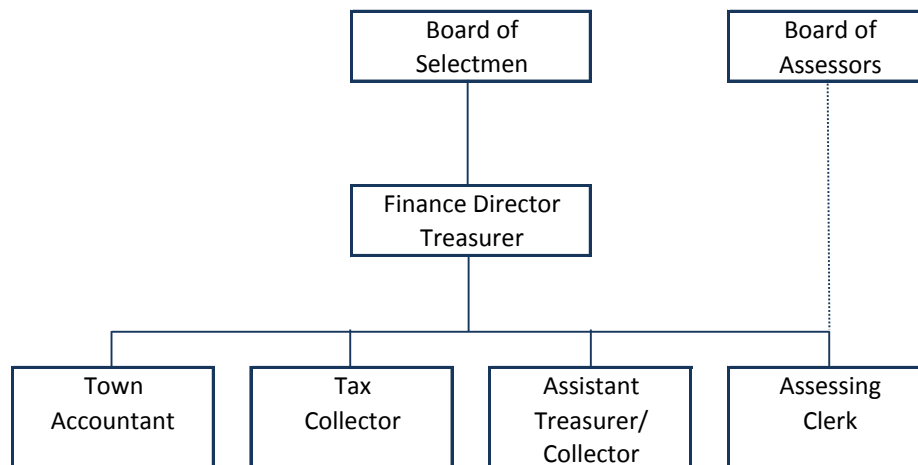 Board of
Selectmen
Board of
Assessors
Finance Director
Treasurer
Town
Accountant
Tax
Collector
Assistant
Treasurer/
Collector
Assessing
Clerk